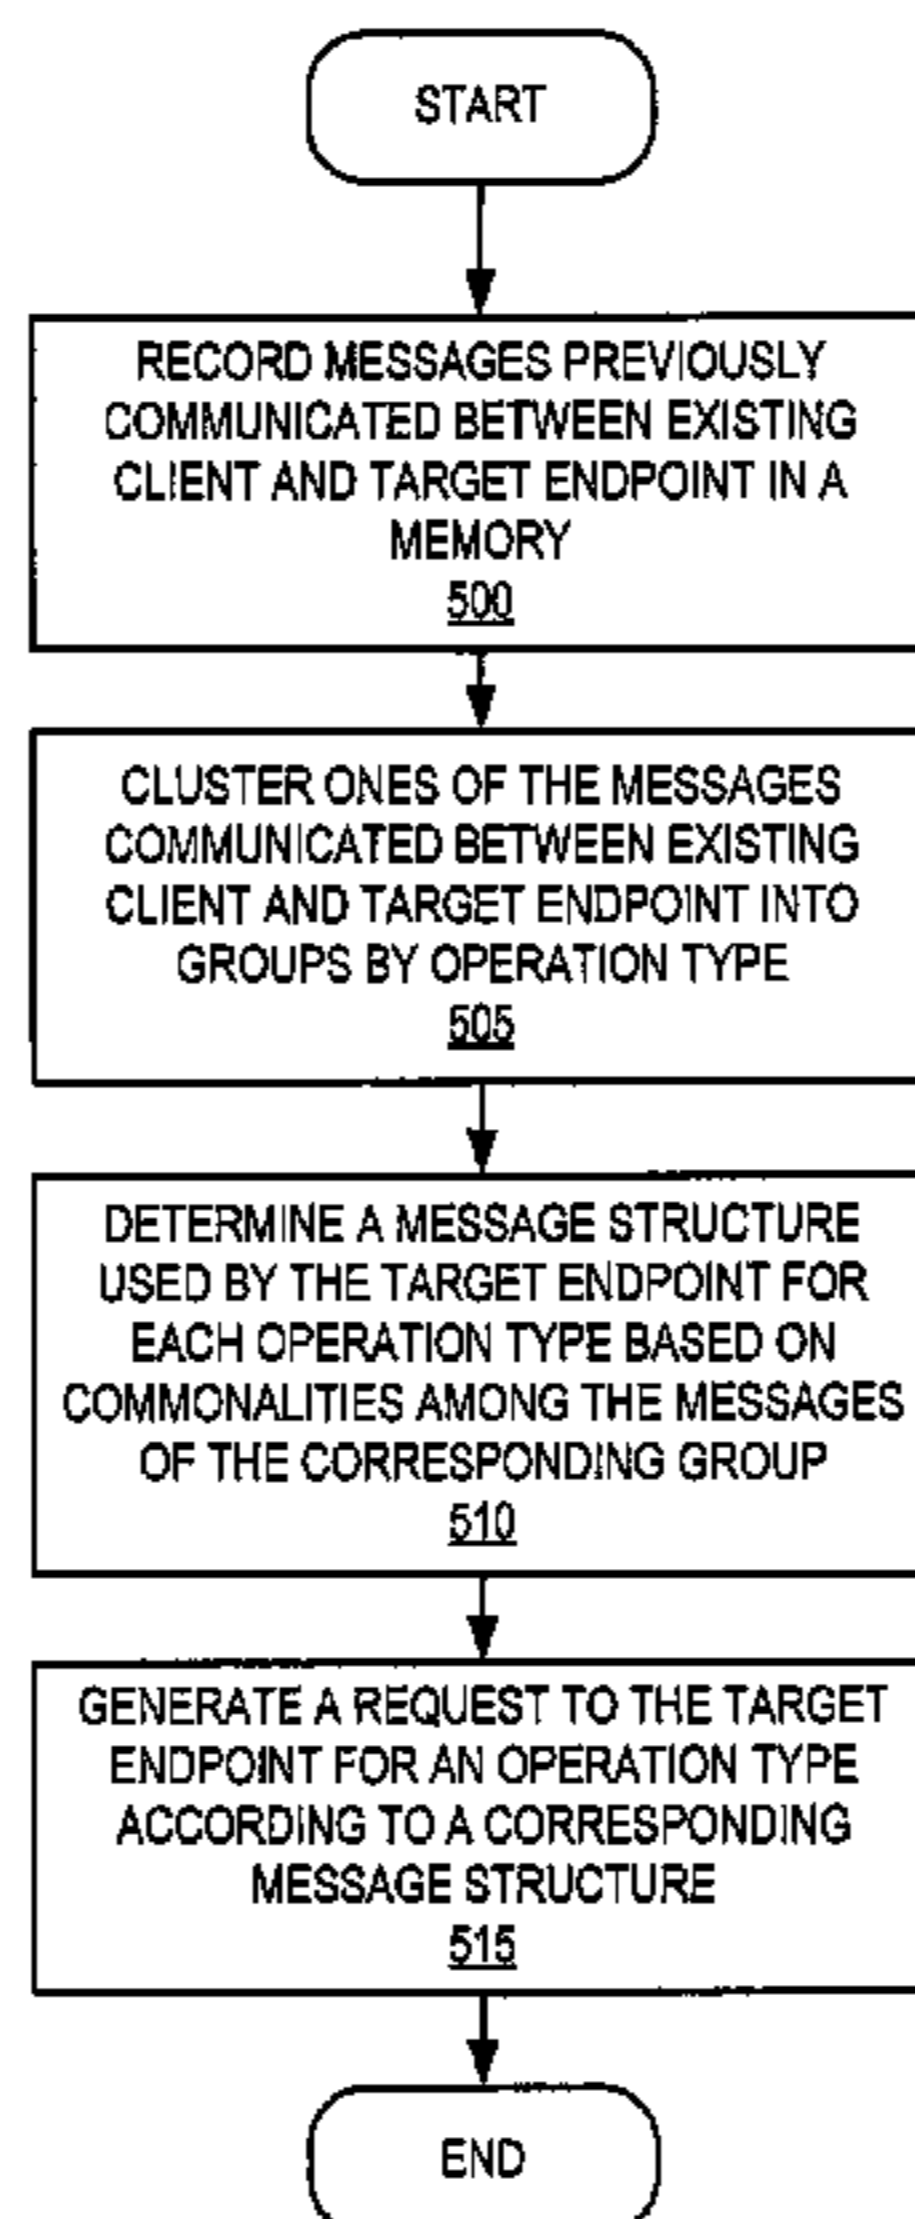 START
RECORD MESSAGES PREVIOUSLY
COMMUNICATED BETWEEN EXISTING
CLIENT AND TARGET ENDPOINT IN A
MEMORY
500
CLUSTER ONES OF THE MESSAGES
COMMUNICATED BETWEEN EXISTING
CLIENT AND TARGET ENDPOINT INTO
GROUPS BY OPERATION TYPE
505
DETERMINE A MESSAGE STRUCTURE
USED BY THE TARGET ENDPOINT FOR
EACH OPERATION TYPE BASED ON
COMMONALITIES AMONG THE MESSAGES
OF THE CORRESPONDING GROUP
510
GENERATE A REQUEST TO THE TARGET
ENDPOINT FOR AN OPERATION TYPE
ACCORDING TO A CORRESPONDING
MESSAGE STRUCTURE
515
END